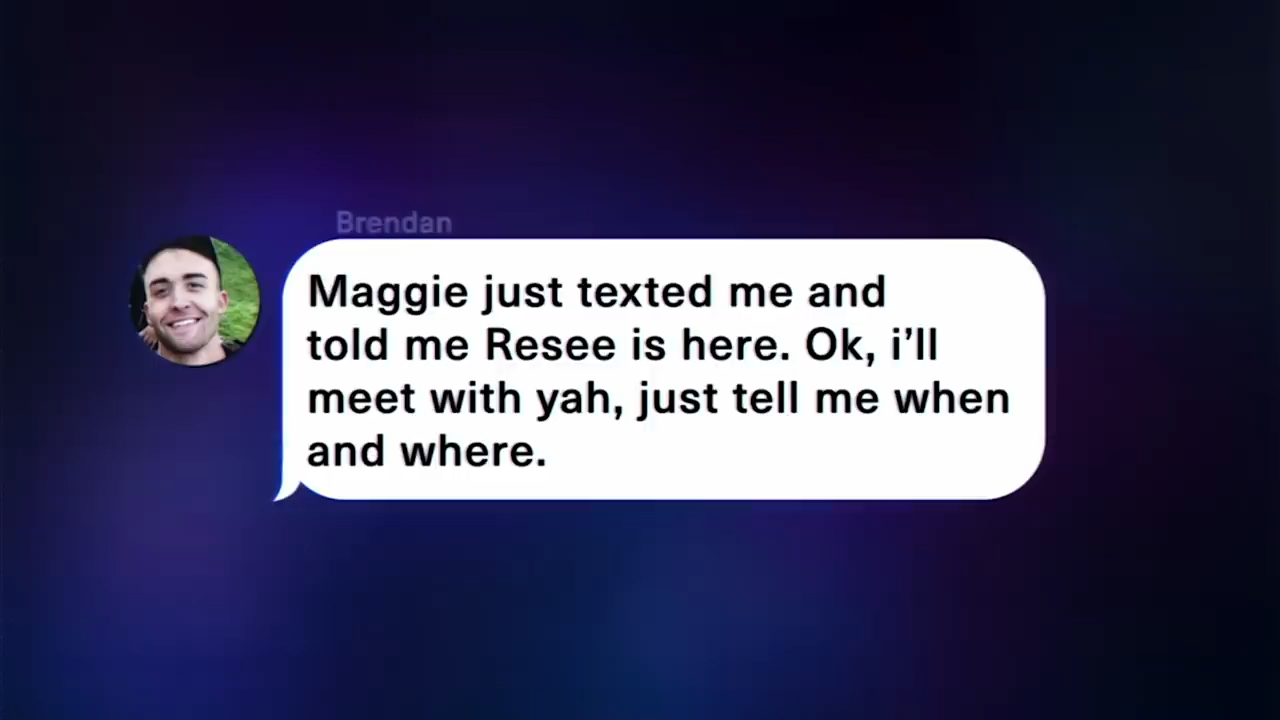 Brendan
Maggie just texted me and
told me Resee is here. Ok, i’ll
meet with yah, just tell me when
and where.